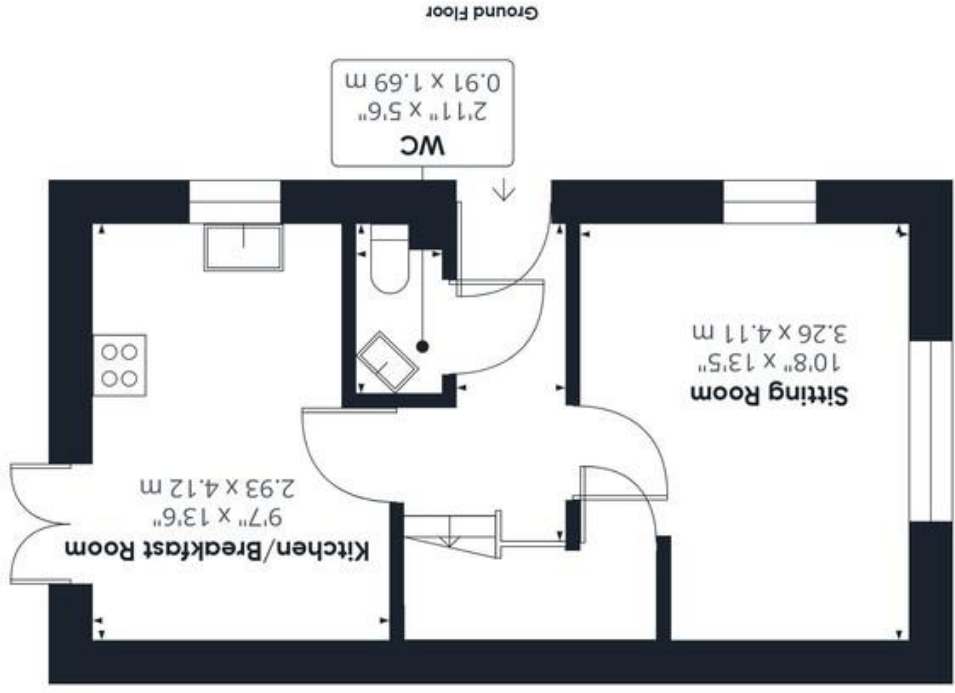 Sitting Room
10'8" x 13'5"
3.26 x 4.11 m
Kitchen/Breakfast Room
9'7" x 13'6"
2.93 x 4.12 m
WC
2'11" x 5'6"
0.91 x 1.69 m
Ground Floor